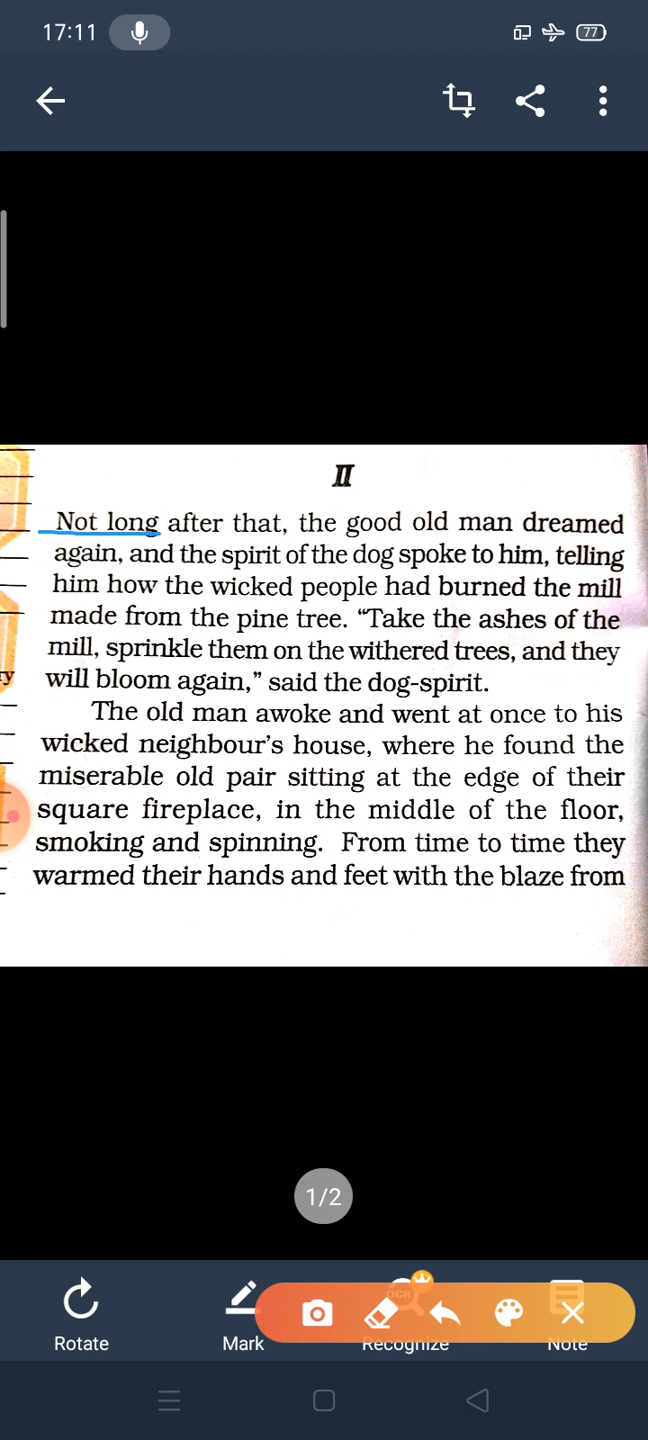 17:11
77
II
Not long after that, the good old man dreamed
again, and the spirit of the dog spoke to him, telling
him how the wicked people had burned the mill
made from the pine tree. “Take the ashes of the
mill, sprinkle them on the withered trees, and they
will bloom again,” said the dog-spirit.
The old man awoke and went at once to his
wicked neighbour’s house, where he found the
miserable old pair sitting at the edge of their
square fireplace, in the middle of the floor,
smoking and spinning. From time to time they
warmed their hands and feet with the blaze from
1/2
Rotate
Mark
Recognize
Note